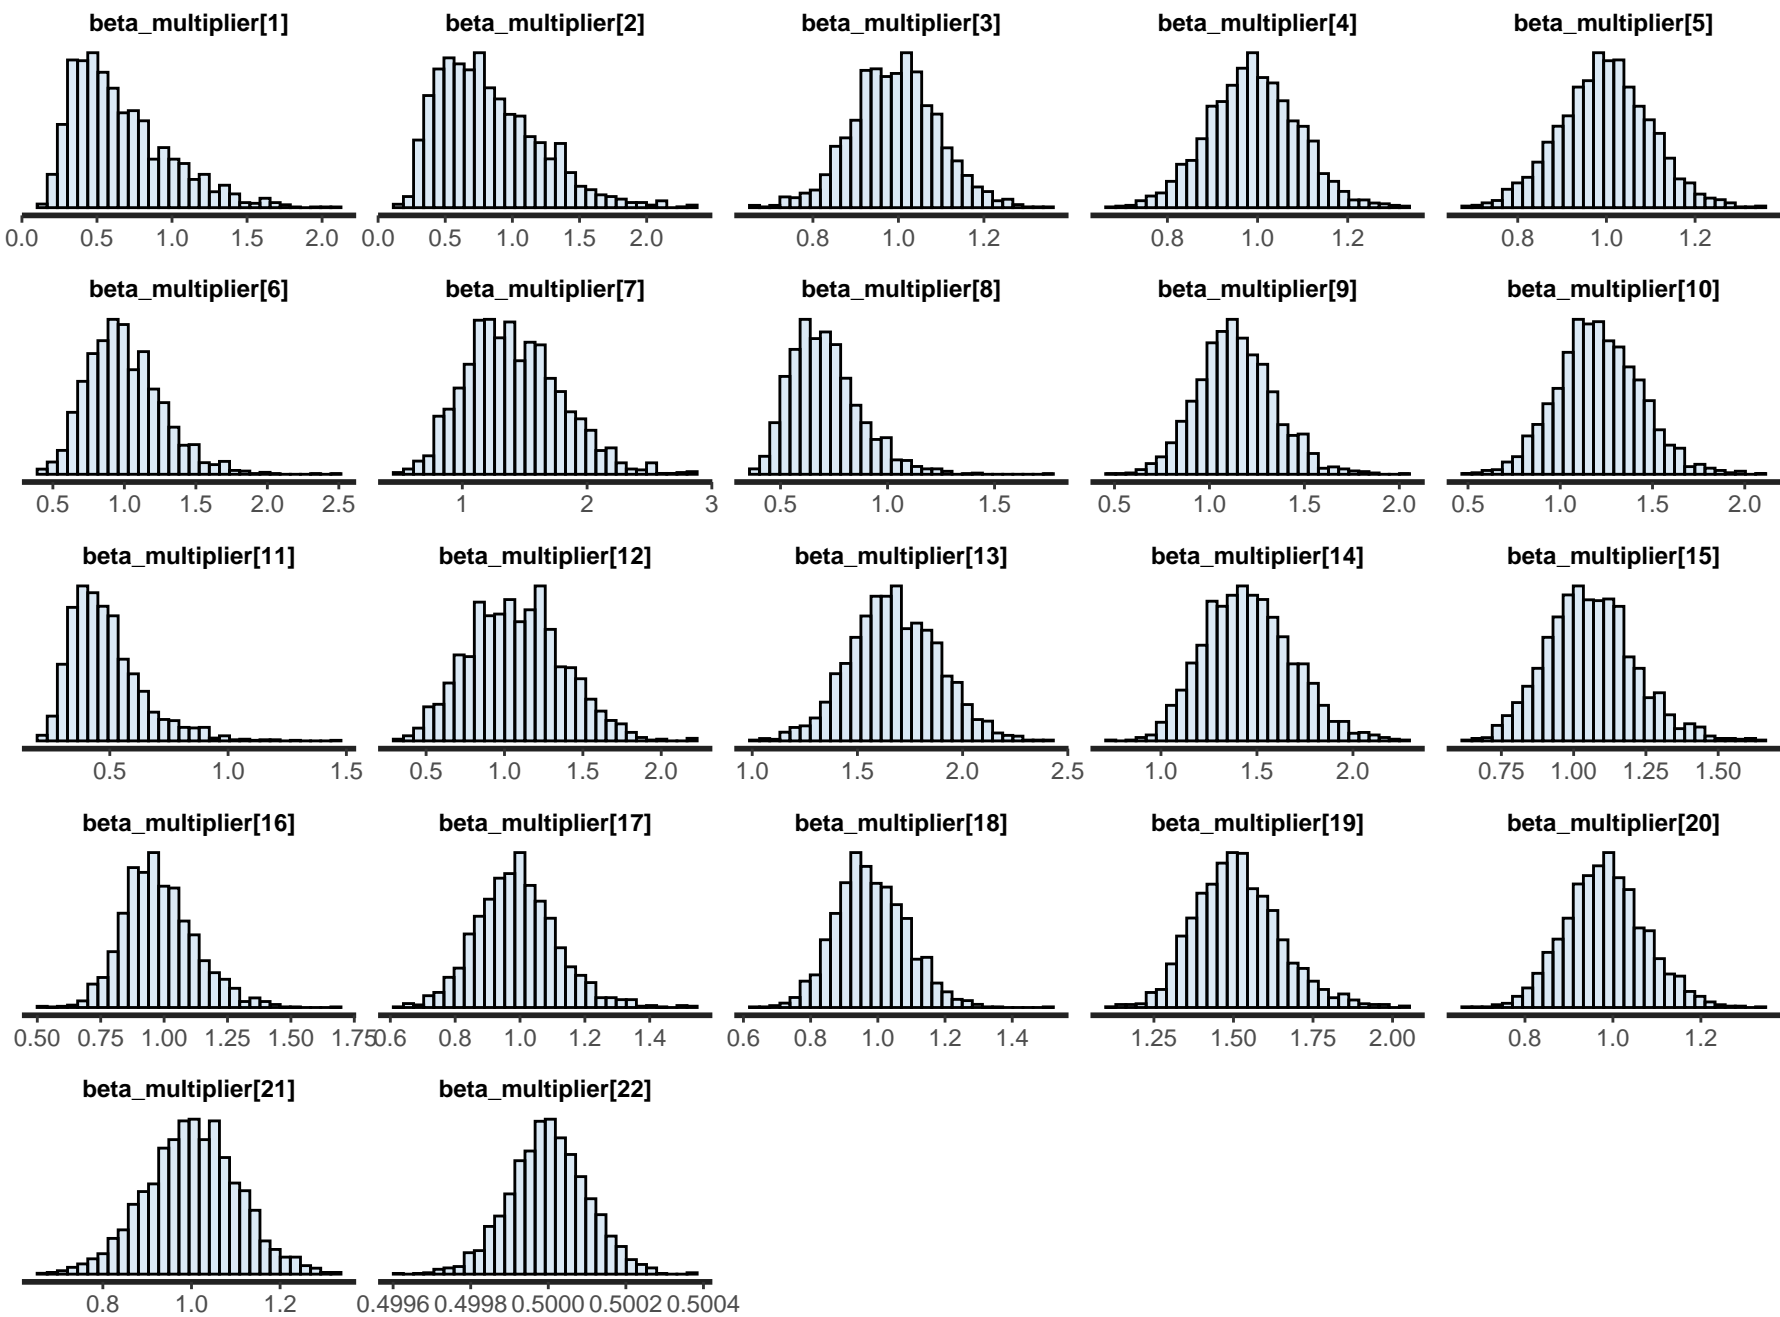 beta_multiplier[1] beta_multiplier[2] beta_multiplier[3] beta_multiplier[4] beta_multiplier[5]
0.0 0.5 1.0 1.5 2.0 0.0 0.5 1.0 1.5 2.0 0.8 1.0 1.2 0.8 1.0 1.2 0.8 1.0 1.2
beta_multiplier[6] beta_multiplier[7] beta_multiplier[8] beta_multiplier[9] beta_multiplier[10]
0.5 1.0 1.5 2.0 2.5 1 2 3 0.5 1.0 1.5 0.5 1.0 1.5 2.0 0.5 1.0 1.5 2.0
beta_multiplier[11] beta_multiplier[12] beta_multiplier[13] beta_multiplier[14] beta_multiplier[15]
0.5 1.0 1.5 0.5 1.0 1.5 2.0 1.0 1.5 2.0 2.5 1.0 1.5 2.0 0.75 1.00 1.25 1.50
beta_multiplier[16] beta_multiplier[17] beta_multiplier[18] beta_multiplier[19] beta_multiplier[20]
0.50 0.75 1.00 1.25 1.50 1.75 0.6 0.8 1.0 1.2 1.4 0.6 0.8 1.0 1.2 1.4 1.25 1.50 1.75 2.00 0.8 1.0 1.2
beta_multiplier[21] beta_multiplier[22]
0.8 1.0 1.2 0.4996 0.4998 0.5000 0.5002 0.5004